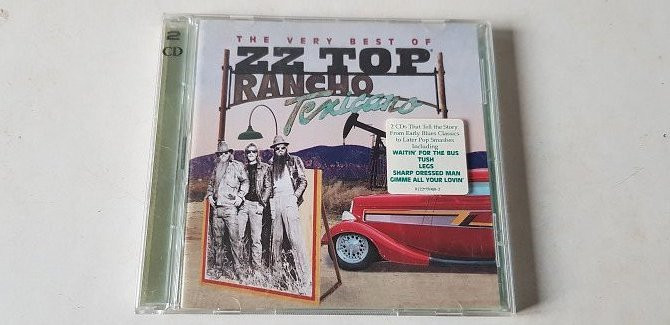 2
CD
THE VERY BEST OF
ZZ TOP
RANCHO
Texicano
2 CDs That Tell the Story
From Early Blues Classics
to Later Pop Smashes
Including
WAITIN' FOR THE BUS
TUSH
LEGS
SHARP DRESSED MAN
GIMME ALL YOUR LOVIN'